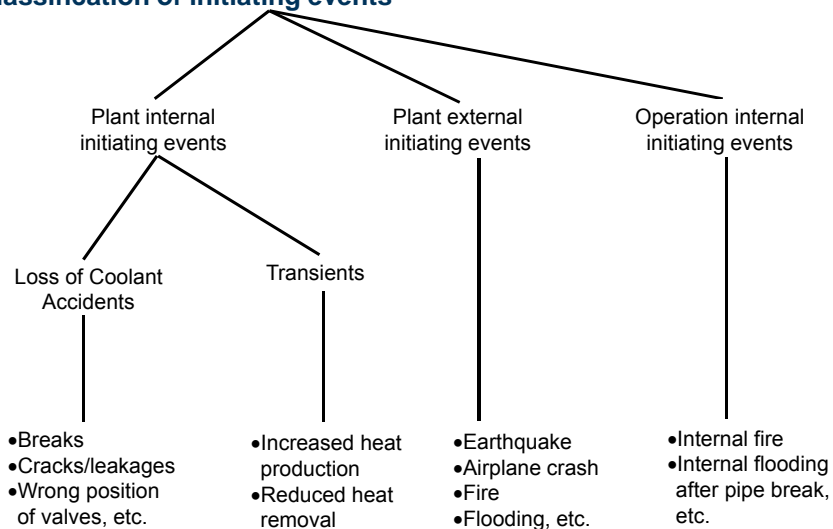 assification of initiating events
Plant internal
initiating events
Plant external
initiating events
Operation internal
initiating events
Loss of Coolant
Accidents
Transients
•Breaks
•Cracks/leakages
•Wrong position
of valves, etc.
•Increased heat
production
•Reduced heat
removal
•Earthquake
•Airplane crash
•Fire
•Flooding, etc.
•Internal fire
•Internal flooding
after pipe break,
etc.